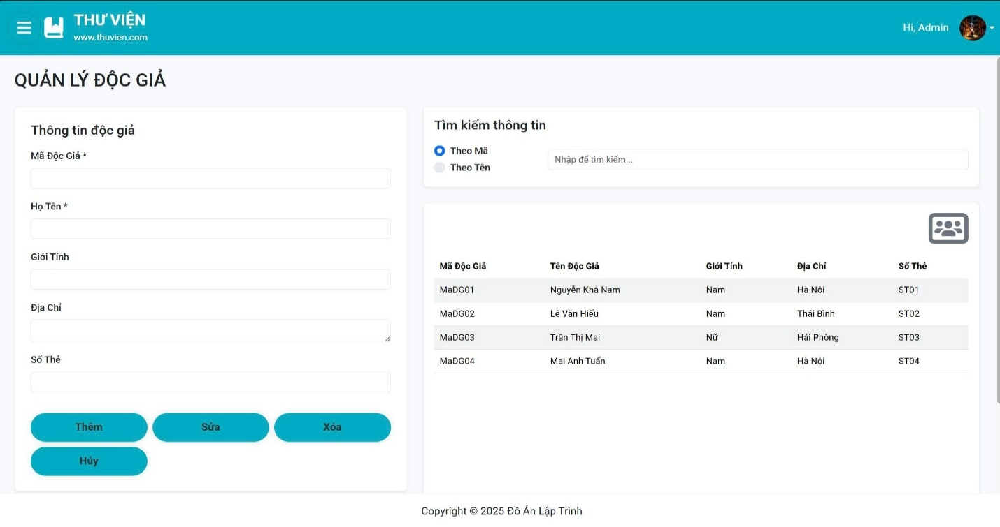 THƯ VIỆN
www.thuvien.com
Hi, Admin
QUẢN LÝ ĐỘC GIẢ
Thông tin độc giả
Mã Độc Giả *
Họ Tên *
Giới Tính
Địa Chỉ
Số Thẻ
Thêm Sửa Xóa
Hủy
Tìm kiếm thông tin
Theo Mã
Theo Tên
Nhập để tìm kiếm...
Mã Độc Giả Tên Độc Giả Giới Tính Địa Chỉ Số Thẻ
MaDG01 Nguyễn Khả Nam Nam Hà Nội ST01
MaDG02 Lê Văn Hiếu Nam Thái Bình ST02
MaDG03 Trần Thị Mai Nữ Hải Phòng ST03
MaDG04 Mai Anh Tuấn Nam Hà Nội ST04
Copyright © 2025 Đồ Án Lập Trình